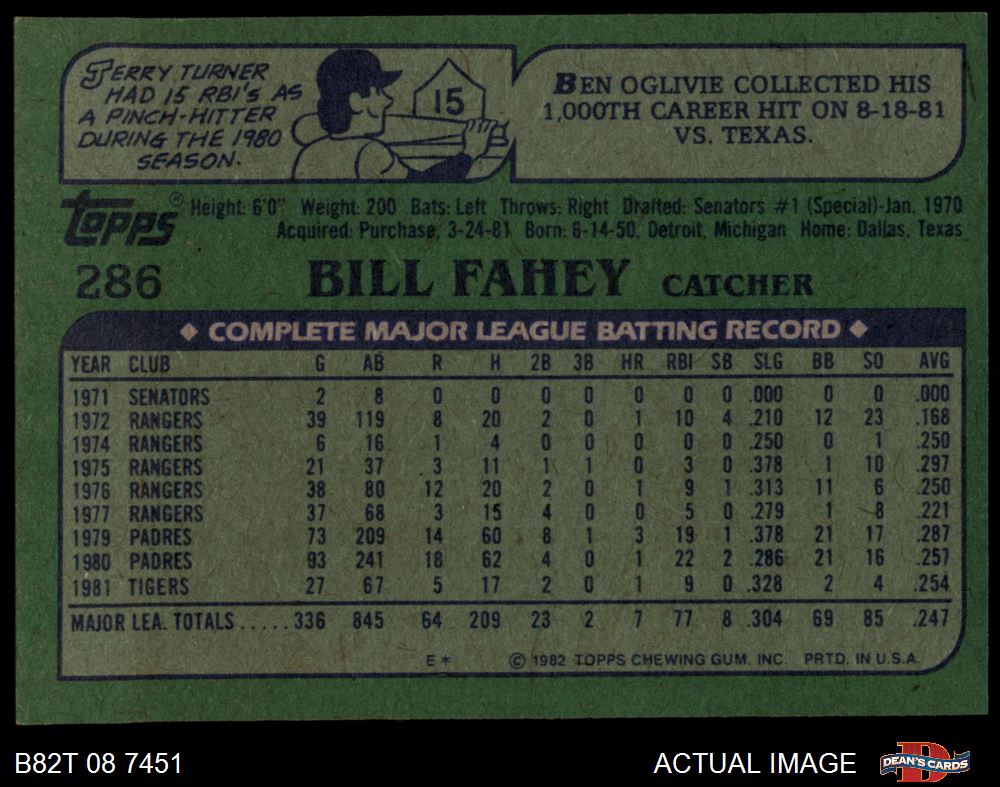 JERRY TURNER
HAD 15 RBI'S AS
A PINCH-HITTER
DURING THE 1980
SEASON.
15
BEN OGLIVIE COLLECTED HIS
1,000TH CAREER HIT ON 8-18-81
VS. TEXAS.
topps® Height: 6'0" Weight: 200 Bats: Left Throws: Right Drafted: Senators #1 (Special)-Jan. 1970
Acquired: Purchase, 3-24-81 Born: 6-14-50, Detroit, Michigan Home: Dallas, Texas
286 BILL FAHEY CATCHER
◆ COMPLETE MAJOR LEAGUE BATTING RECORD ◆
YEAR CLUB G AB R H 2B 3B HR RBI SB SLG BB SO AVG
1971 SENATORS 2 8 0 0 0 0 0 0 0 .000 0 0 .000
1972 RANGERS 39 119 8 20 2 0 1 10 4 .210 12 23 .168
1974 RANGERS 6 16 1 4 0 0 0 0 0 .250 0 1 .250
1975 RANGERS 21 37 3 11 1 1 0 3 0 .378 1 10 .297
1976 RANGERS 38 80 12 20 2 0 1 9 1 .313 11 6 .250
1977 RANGERS 37 68 3 15 4 0 0 5 0 .279 1 8 .221
1979 PADRES 73 209 14 60 8 1 3 19 1 .378 21 17 .287
1980 PADRES 93 241 18 62 4 0 1 22 2 .286 21 16 .257
1981 TIGERS 27 67 5 17 2 0 1 9 0 .328 2 4 .254
MAJOR LEA. TOTALS.....336 845 64 209 23 2 7 77 8 .304 69 85 .247
E* © 1982 TOPPS CHEWING GUM, INC. PRTD. IN U.S.A.
B82T 08 7451 ACTUAL IMAGE DEAN'S CARDS